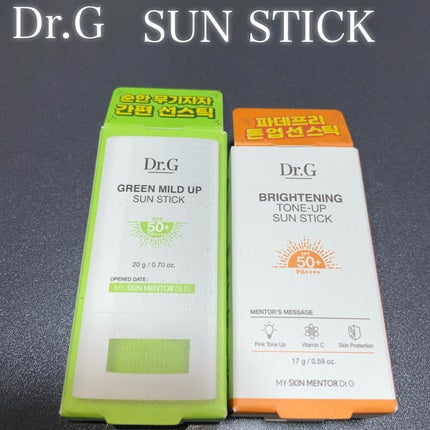 Dr.G SUN STICK
순한 무기자차
간편 선스틱
Dr.G
GREEN MILD UP
SUN STICK
SPF
50+
PA++++
20 g / 0.70 oz.
OPENED DATE :
MY SKIN MENTOR Dr.G
파데프리
톤업선스틱
Dr.G
BRIGHTENING
TONE-UP
SUN STICK
SPF
50+
PA++++
MENTOR'S MESSAGE
Pink Tone Up
Vitamin C
Skin Protection
17 g / 0.59 oz.
MY SKIN MENTOR Dr.G